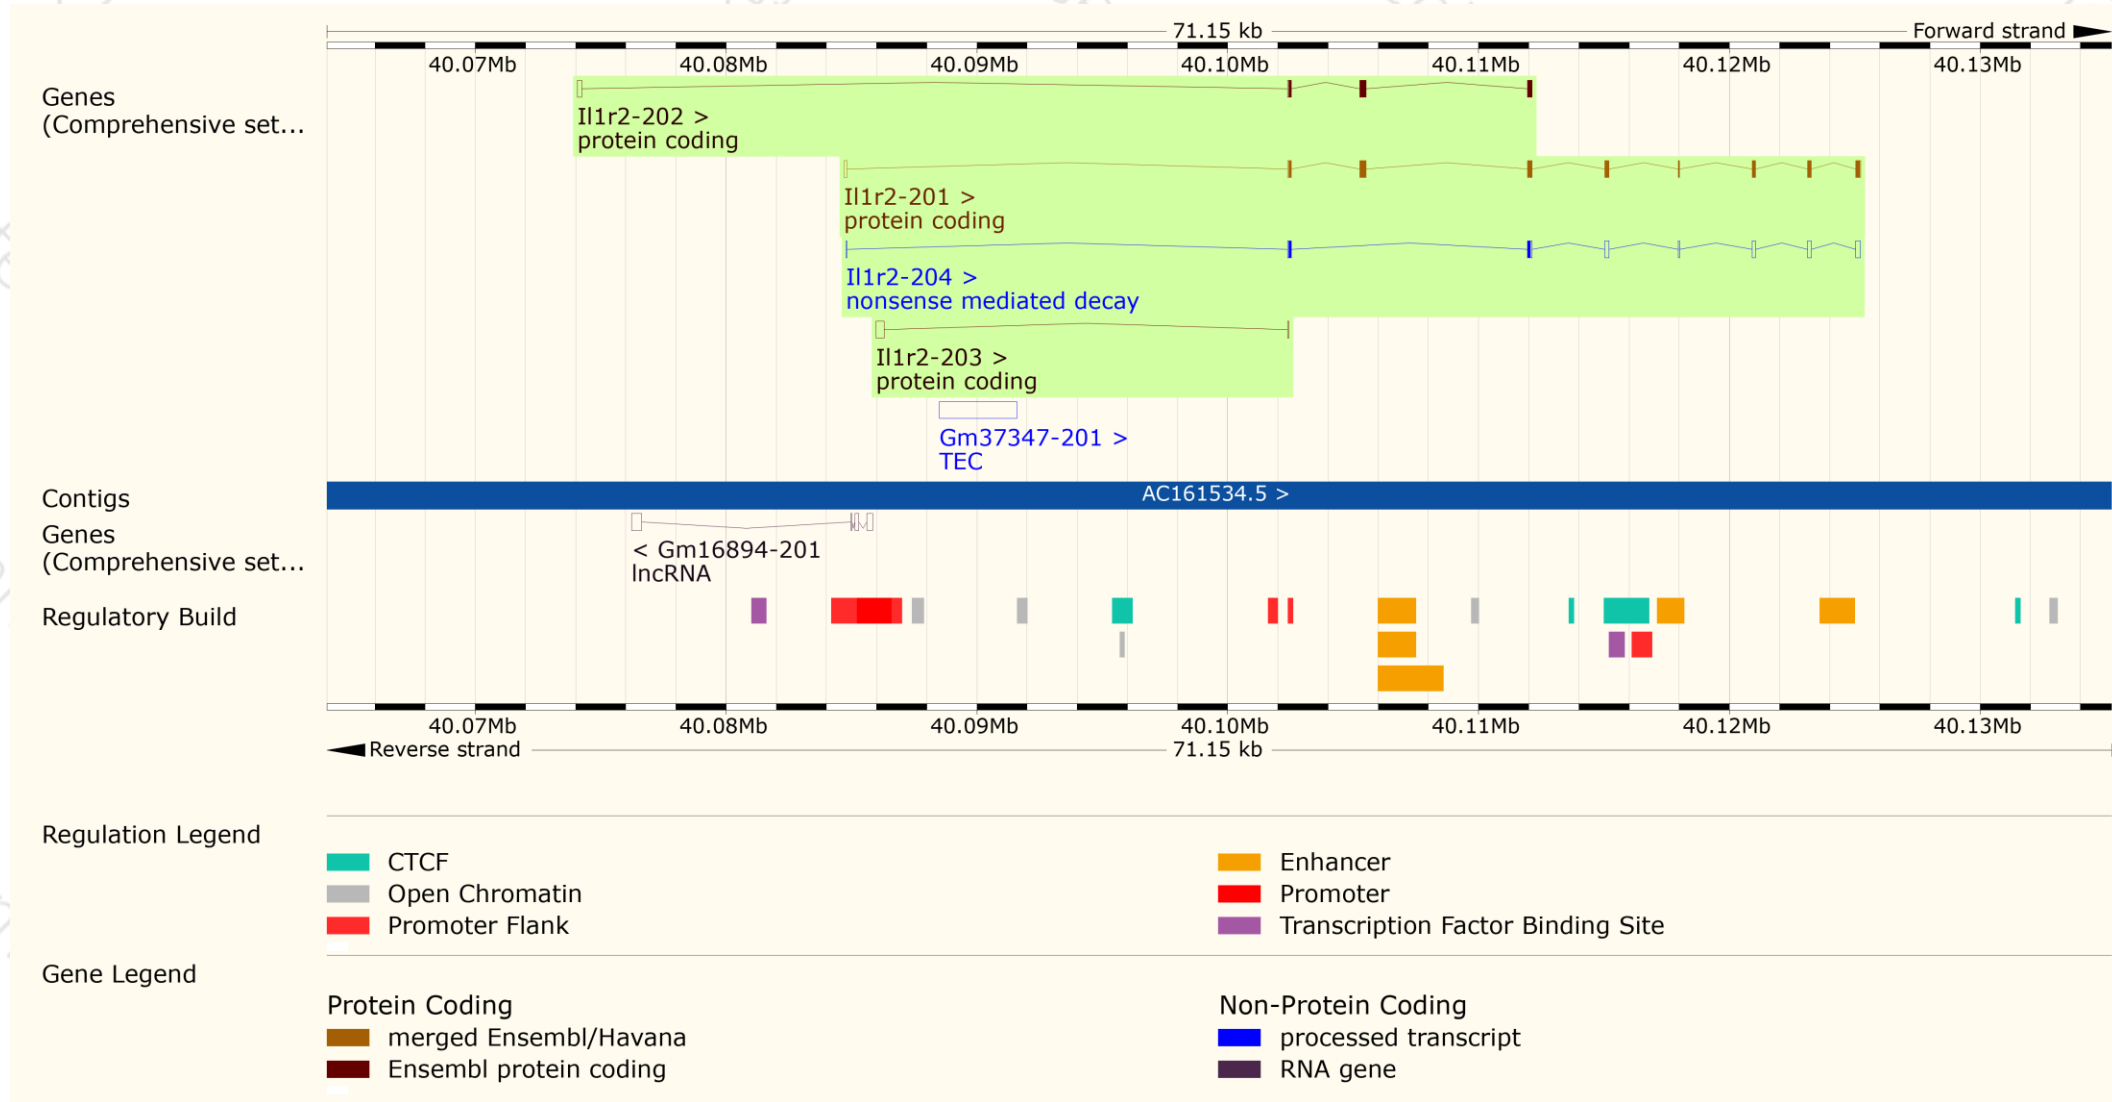 71.15 kb
Forward strand
40.07Mb 40.08Mb 40.09Mb 40.10Mb 40.11Mb 40.12Mb 40.13Mb
Genes
(Comprehensive set...
Il1r2-202 >
protein coding
Il1r2-201 >
protein coding
Il1r2-204 >
nonsense mediated decay
Il1r2-203 >
protein coding
Gm37347-201 >
TEC
Contigs
AC161534.5 >
Genes
(Comprehensive set...
< Gm16894-201
lncRNA
Regulatory Build
40.07Mb 40.08Mb 40.09Mb 40.10Mb 40.11Mb 40.12Mb 40.13Mb
Reverse strand
71.15 kb
Regulation Legend
CTCF
Enhancer
Open Chromatin
Promoter
Promoter Flank
Transcription Factor Binding Site
Gene Legend
Protein Coding
Non-Protein Coding
merged Ensembl/Havana
processed transcript
Ensembl protein coding
RNA gene